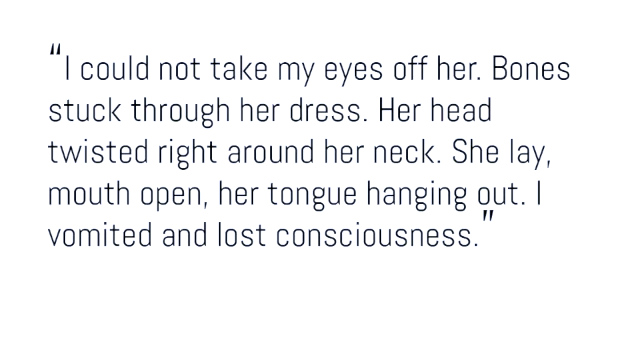 "I could not take my eyes off her. Bones
stuck through her dress. Her head
twisted right around her neck. She lay,
mouth open, her tongue hanging out. I
vomited and lost consciousness."